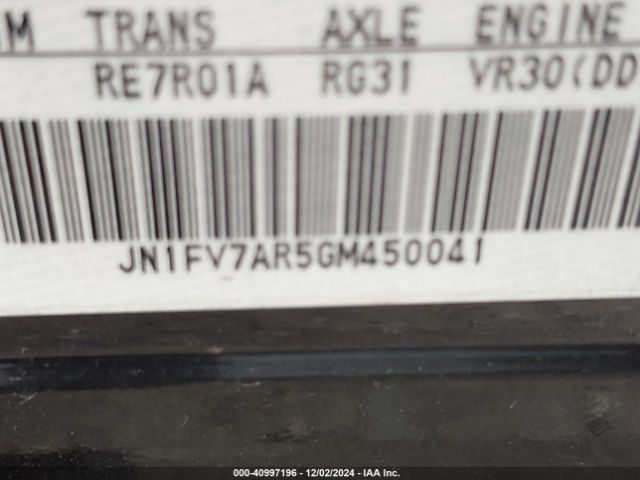 TRANS AXLE ENGINE
RE7R01A RG31 VR30(DD
JN1FV7AR5GM450041
000-40997196 - 12/02/2024 - IAA Inc.